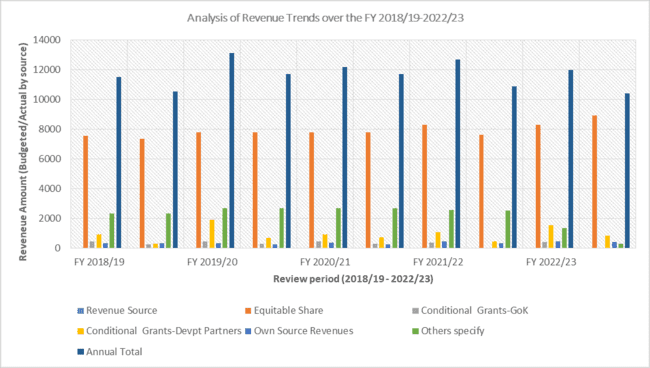 Analysis of Revenue Trends over the FY 2018/19-2022/23
Reveneue Amount (Budgeted/Actual by source)
14000
12000
10000
8000
6000
4000
2000
0
FY 2018/19 FY 2019/20 FY 2020/21 FY 2021/22 FY 2022/23
Review period (2018/19 - 2022/23)
Revenue Source Equitable Share Conditional Grants-GoK
Conditional Grants-Devpt Partners Own Source Revenues Others specify
Annual Total